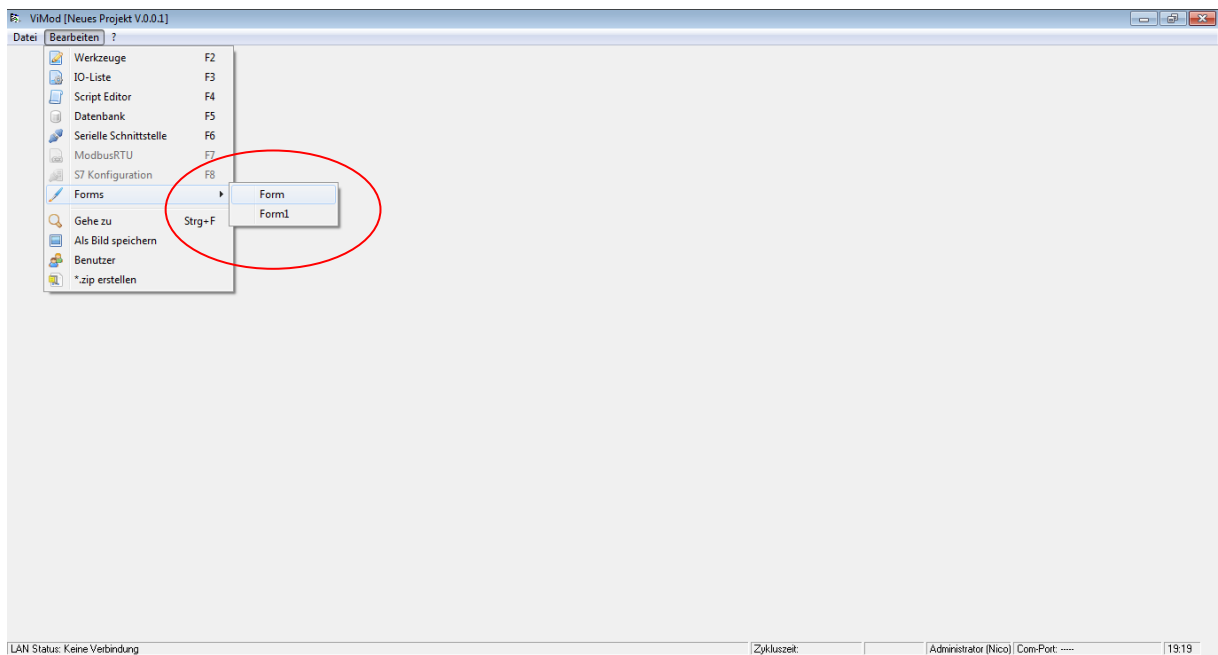 ViMod [Neues Projekt V.0.0.1]
Datei Bearbeiten ?
Werkzeuge F2
IO-Liste F3
Script Editor F4
Datenbank F5
Serielle Schnittstelle F6
ModbusRTU F7
S7 Konfiguration F8
Forms Form
Form1
Gehe zu Strg+F
Als Bild speichern
Benutzer
*.zip erstellen
LAN Status: Keine Verbindung Zykluszeit: Administrator (Nico) Com-Port: ----- 19:19